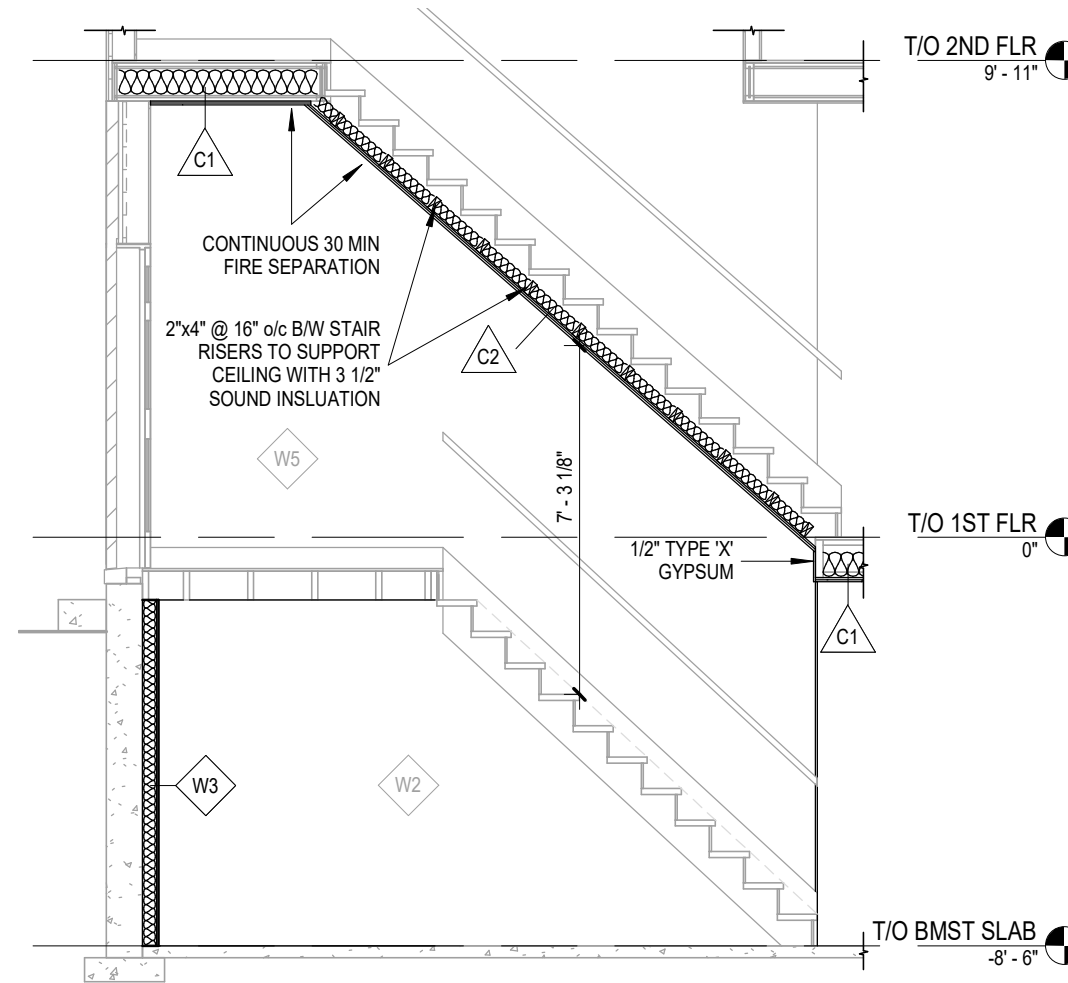 T/O 2ND FLR
9' - 11"
C1
CONTINUOUS 30 MIN
FIRE SEPARATION
2"x4" @ 16" o/c B/W STAIR
RISERS TO SUPPORT
CEILING WITH 3 1/2"
SOUND INSLUATION
C2
W5
7' - 3 1/8"
T/O 1ST FLR
0"
1/2" TYPE 'X'
GYPSUM
C1
W3
W2
T/O BMST SLAB
-8' - 6"